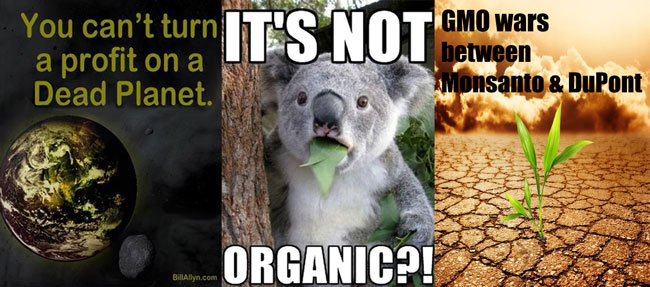 You can't turn
a profit on a
Dead Planet.
BillAllyn.com
IT'S NOT
ORGANIC?!
GMO wars
between
Monsanto & DuPont